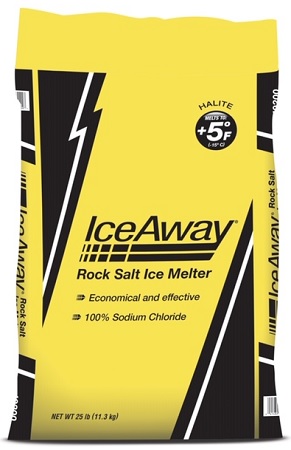 HALITE
MELTS TO
+5°F
(-15° C)
IceAway®
Rock Salt Ice Melter
Economical and effective
100% Sodium Chloride
NET WT 25 lb (11.3 kg)
IceAway® Rock Salt